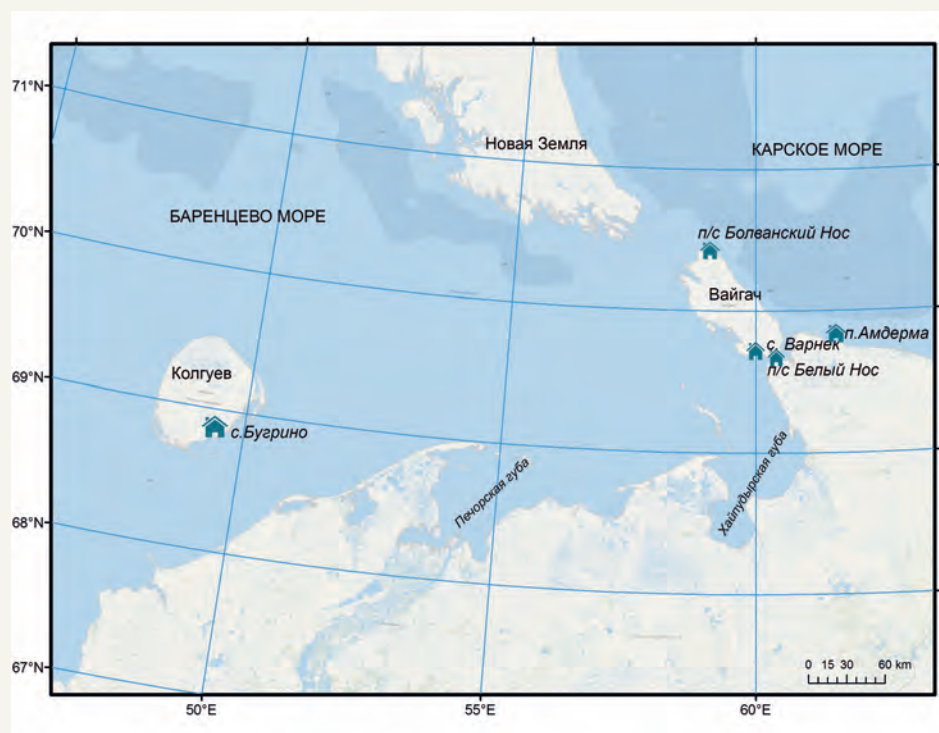 71°N
Новая Земля
КАРСКОЕ МОРЕ
БАРЕНЦЕВО МОРЕ
70°N
п/с Болванский Нос
Вайгач
п.Амдерма
с. Варнек
п/с Белый Нос
69°N
Колгуев
с.Бугрино
Печорская губа
Хайпудырская губа
68°N
67°N
0 15 30 60 km
50°E
55°E
60°E